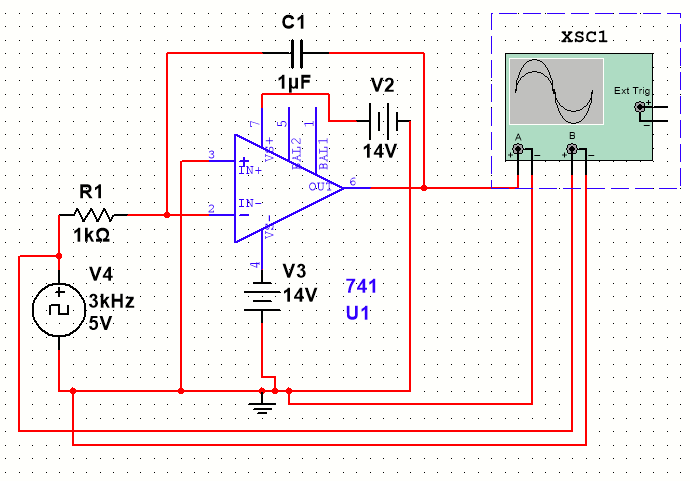 C1
1µF
XSC1
Ext Trig
+
−
A
B
+ − + −
V2
14V
7 5 1
VS+
BAL2
BAL1
3
+
IN+
OUT
6
R1
1kΩ
2
IN-
−
VS-
4
V4
3kHz
5V
+
V3
14V
741
U1